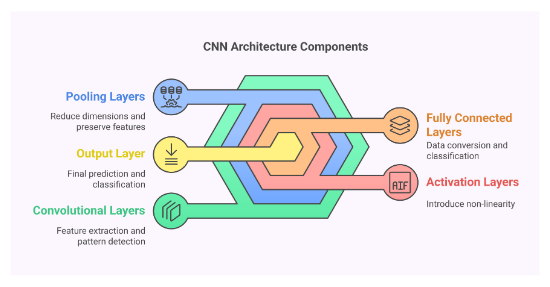 CNN Architecture Components
Pooling Layers
Reduce dimensions and
preserve features
Output Layer
Final prediction and
classification
Convolutional Layers
Feature extraction and
pattern detection
Fully Connected
Layers
Data conversion and
classification
Activation Layers
Introduce non-linearity